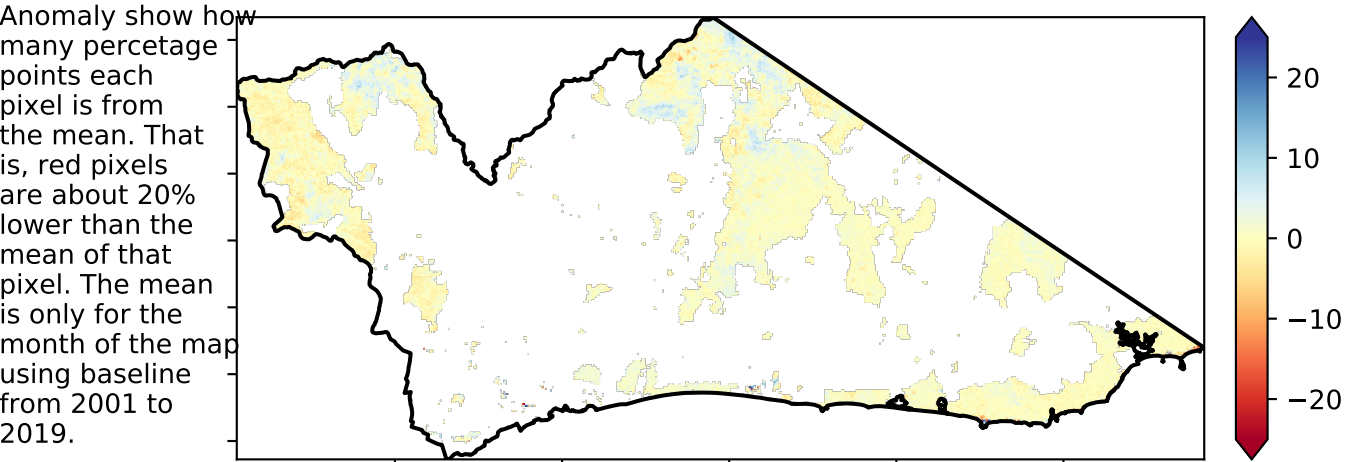 Anomaly show how
many percetage
points each
pixel is from
the mean. That
is, red pixels
are about 20%
lower than the
mean of that
pixel. The mean
is only for the
month of the map
using baseline
from 2001 to
2019.
20
10
0
−10
−20